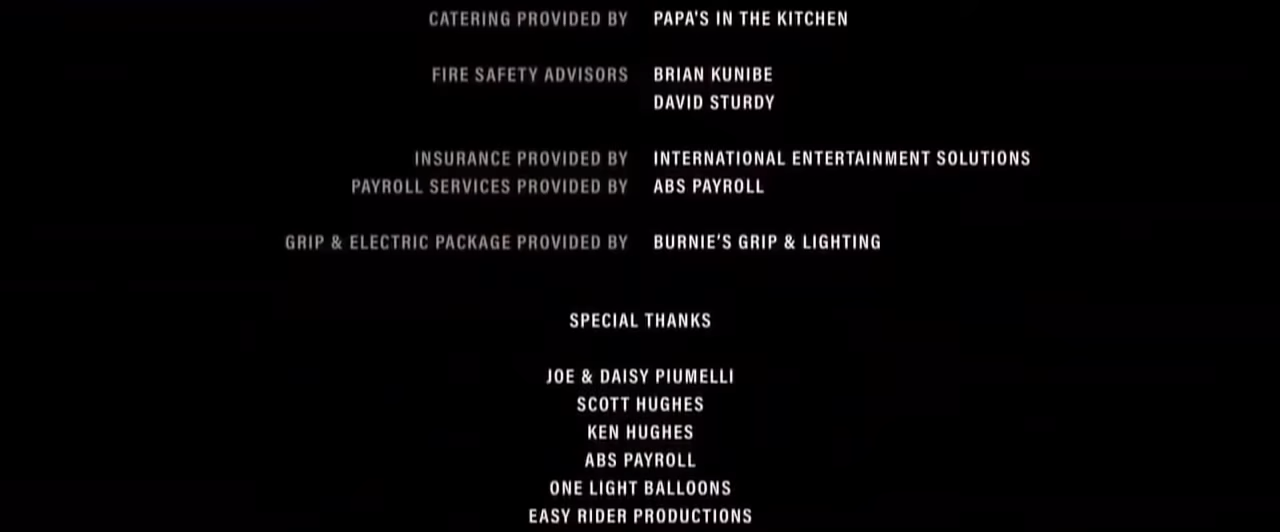 CATERING PROVIDED BY PAPA'S IN THE KITCHEN
FIRE SAFETY ADVISORS BRIAN KUNIBE
DAVID STURDY
INSURANCE PROVIDED BY INTERNATIONAL ENTERTAINMENT SOLUTIONS
PAYROLL SERVICES PROVIDED BY ABS PAYROLL
GRIP & ELECTRIC PACKAGE PROVIDED BY BURNIE'S GRIP & LIGHTING
SPECIAL THANKS
JOE & DAISY PIUMELLI
SCOTT HUGHES
KEN HUGHES
ABS PAYROLL
ONE LIGHT BALLOONS
EASY RIDER PRODUCTIONS